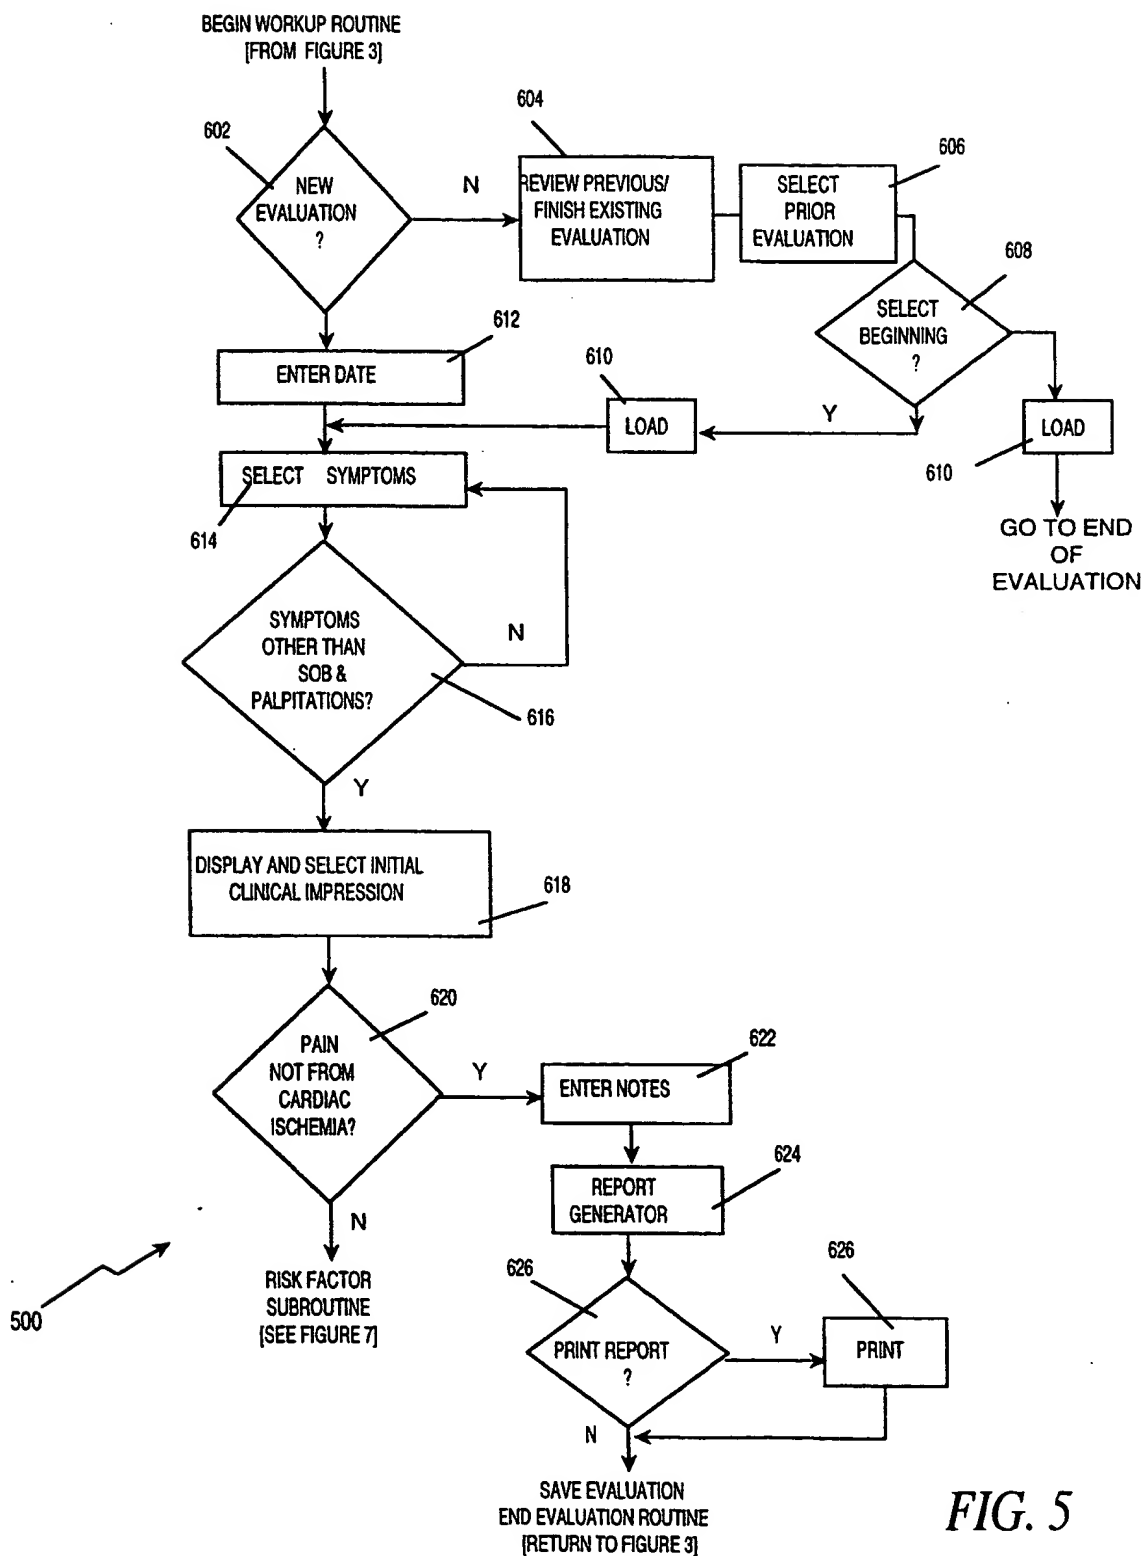 BEGIN WORKUP ROUTINE
[FROM FIGURE 3]
602
NEW
EVALUATION
?
N
604
REVIEW PREVIOUS/
FINISH EXISTING
EVALUATION
606
SELECT
PRIOR
EVALUATION
608
SELECT
BEGINNING
?
612
ENTER DATE
610
LOAD
Y
LOAD
610
GO TO END
OF
EVALUATION
SELECT SYMPTOMS
614
SYMPTOMS
OTHER THAN
SOB &
PALPITATIONS?
N
616
Y
DISPLAY AND SELECT INITIAL
CLINICAL IMPRESSION
618
620
PAIN
NOT FROM
CARDIAC
ISCHEMIA?
Y
622
ENTER NOTES
624
REPORT
GENERATOR
N
RISK FACTOR
SUBROUTINE
[SEE FIGURE 7]
500
626
PRINT REPORT
?
Y
626
PRINT
N
SAVE EVALUATION
END EVALUATION ROUTINE
[RETURN TO FIGURE 3]
FIG. 5